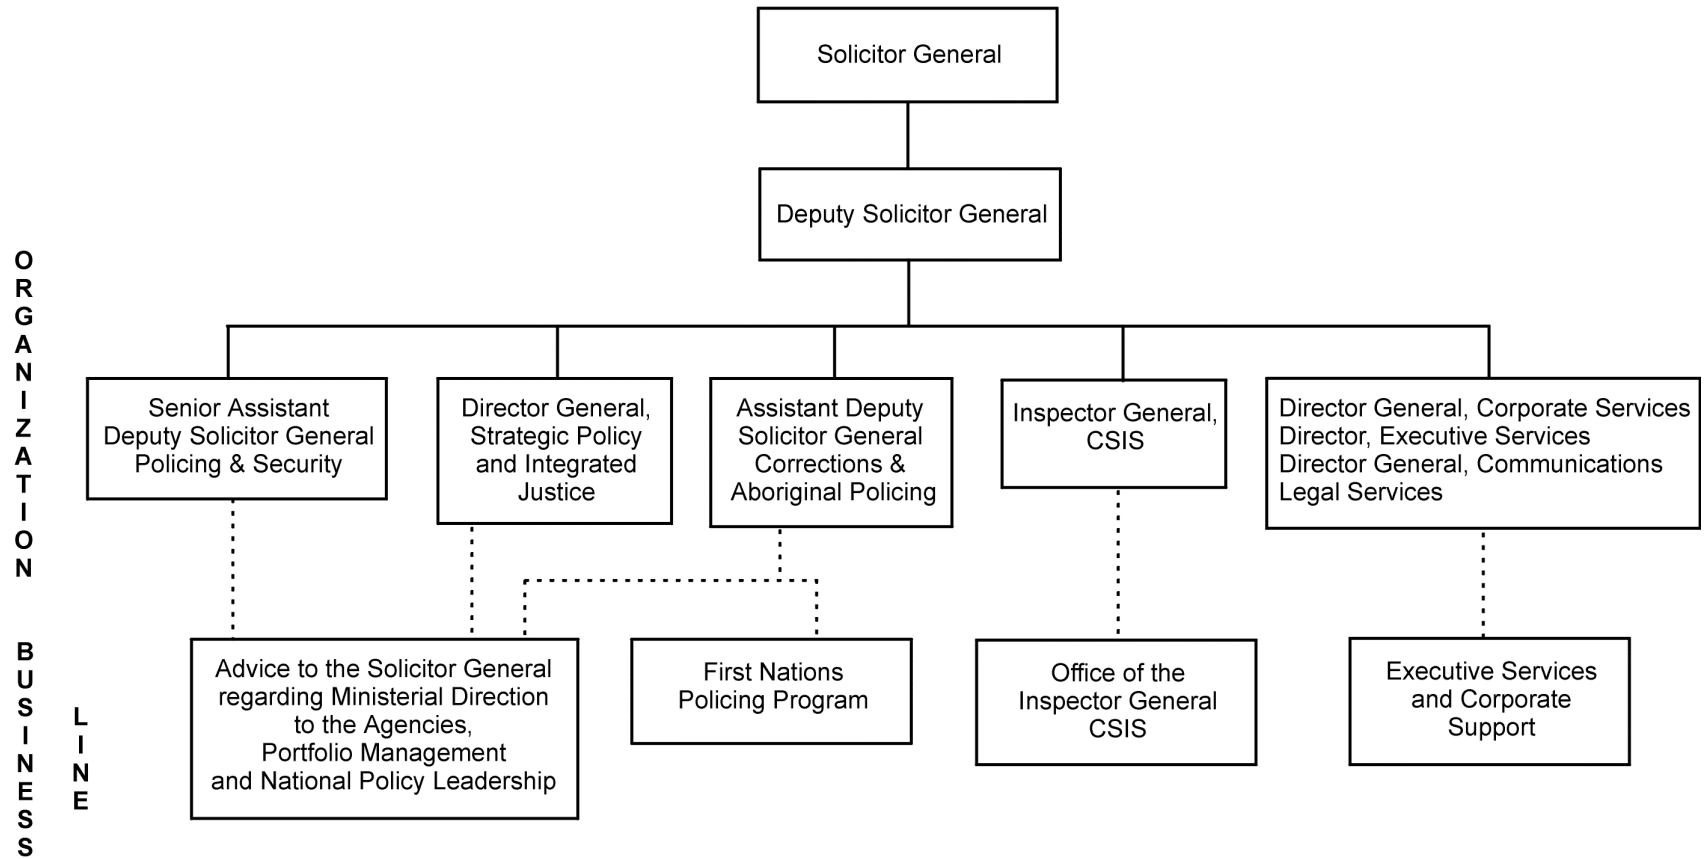 Solicitor General
Deputy Solicitor General
ORGANIZATION
Senior Assistant
Deputy Solicitor General
Policing & Security
Director General,
Strategic Policy
and Integrated
Justice
Assistant Deputy
Solicitor General
Corrections &
Aboriginal Policing
Inspector General,
CSIS
Director General, Corporate Services
Director, Executive Services
Director General, Communications
Legal Services
BUSINESS
LINE
Advice to the Solicitor General
regarding Ministerial Direction
to the Agencies,
Portfolio Management
and National Policy Leadership
First Nations
Policing Program
Office of the
Inspector General
CSIS
Executive Services
and Corporate
Support